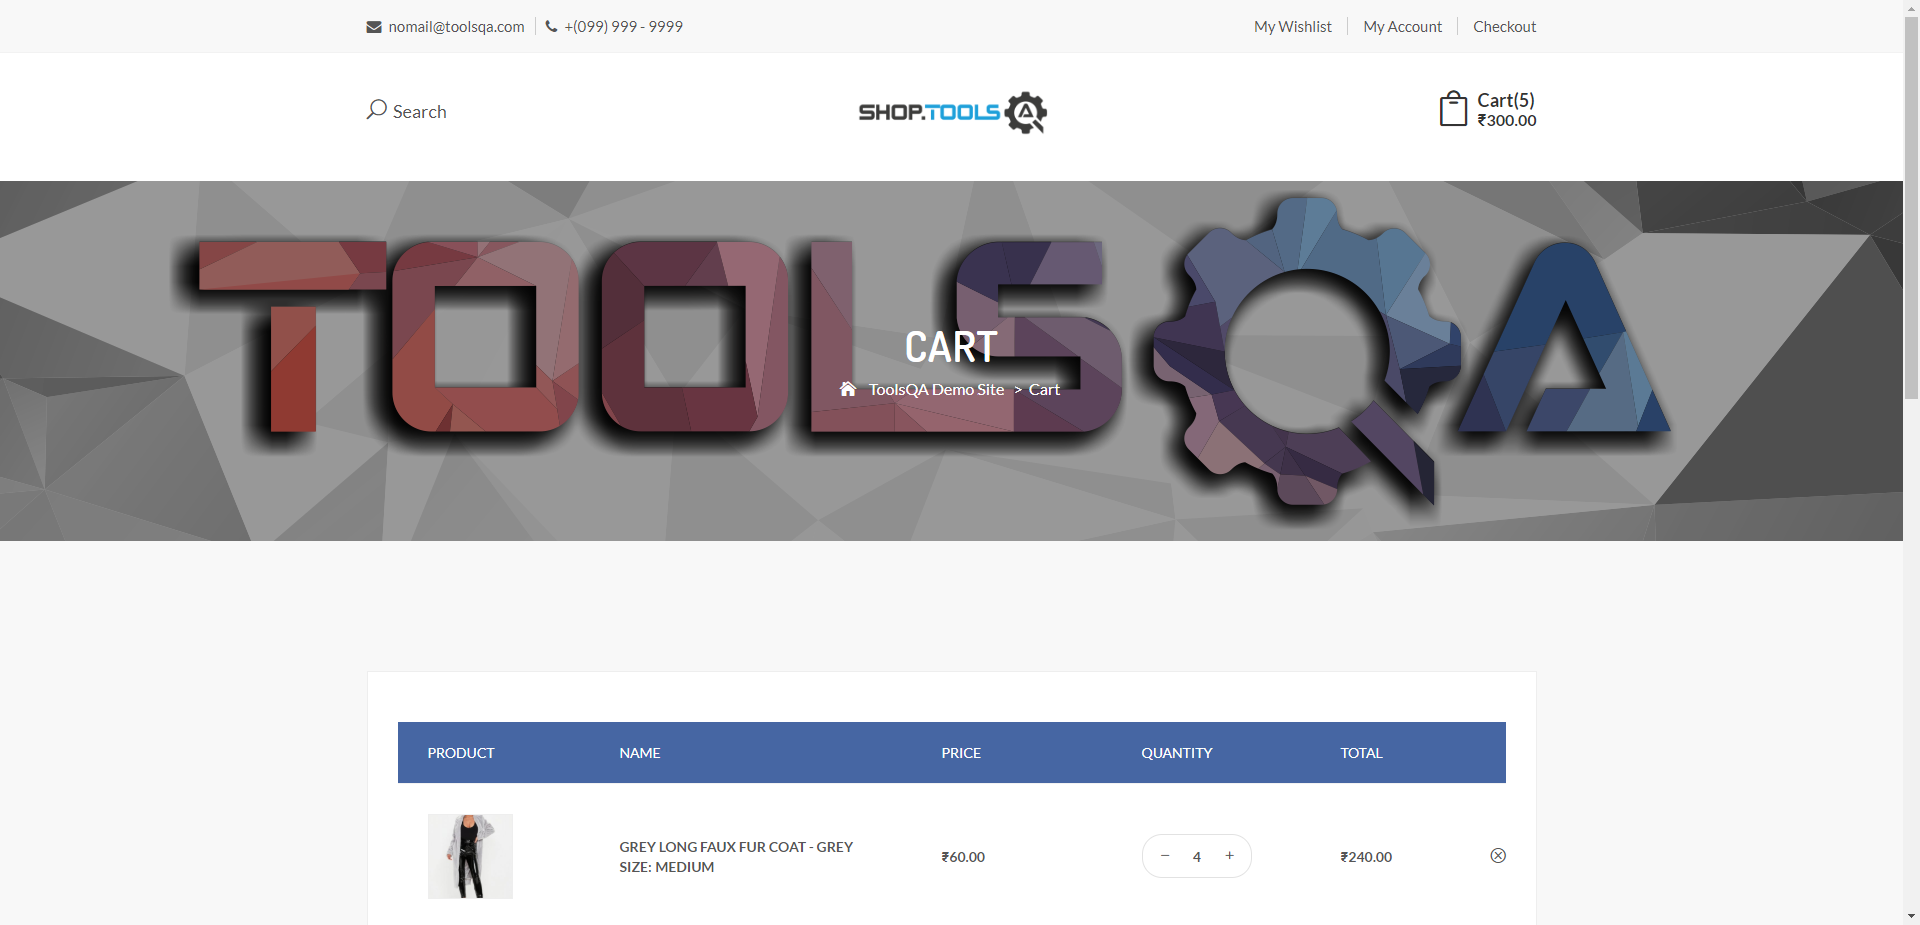 nomail@toolsqa.com
+(099) 999 - 9999
My Wishlist
My Account
Checkout
Search
SHOP.TOOLSQA
Cart(5)
₹300.00
TOOLSQA
CART
ToolsQA Demo Site > Cart
PRODUCT
NAME
PRICE
QUANTITY
TOTAL
GREY LONG FAUX FUR COAT - GREY
SIZE: MEDIUM
₹60.00
− 4 +
₹240.00